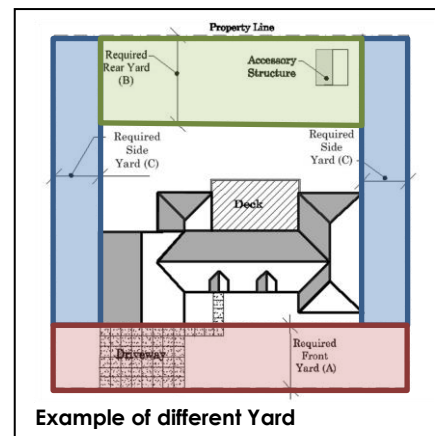 Property Line
Required
Rear Yard
(B)
Accessory
Structure
Required
Side
Yard (C)
Required
Side
Yard (C)
Deck
Driveway
Required
Front
Yard (A)
Example of different Yard